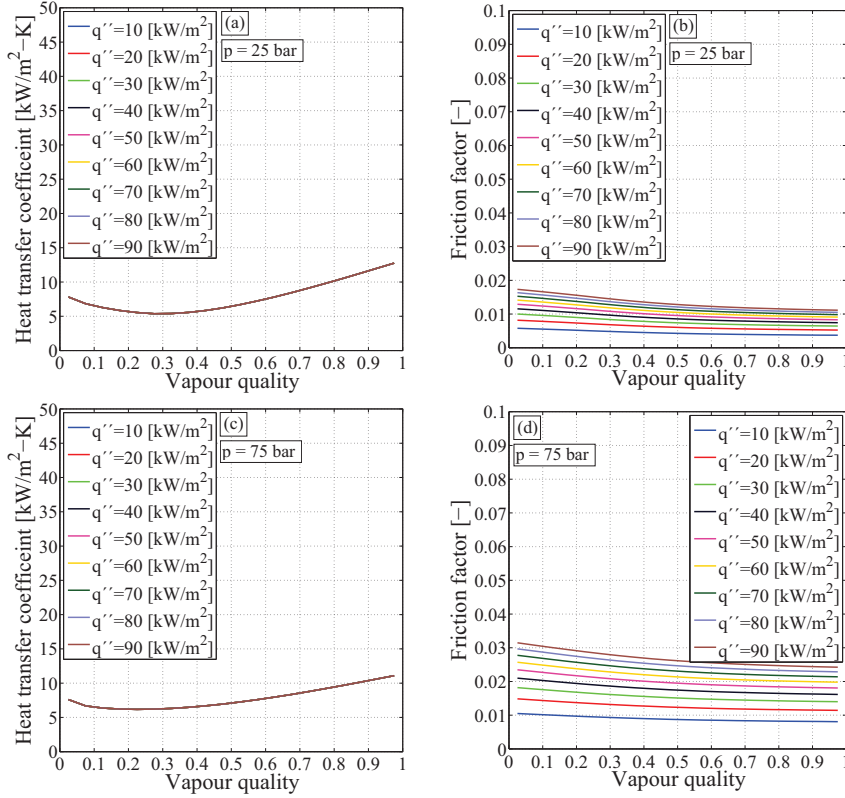 50
45
40
35
30
25
20
15
10
5
0
Heat transfer coefficeint [kW/m²−K]
q´´=10 [kW/m²]
q´´=20 [kW/m²]
q´´=30 [kW/m²]
q´´=40 [kW/m²]
q´´=50 [kW/m²]
q´´=60 [kW/m²]
q´´=70 [kW/m²]
q´´=80 [kW/m²]
q´´=90 [kW/m²]
(a)
p = 25 bar
0 0.1 0.2 0.3 0.4 0.5 0.6 0.7 0.8 0.9 1
Vapour quality
0.1
0.09
0.08
0.07
0.06
0.05
0.04
0.03
0.02
0.01
0
Friction factor [−]
q´´=10 [kW/m²]
q´´=20 [kW/m²]
q´´=30 [kW/m²]
q´´=40 [kW/m²]
q´´=50 [kW/m²]
q´´=60 [kW/m²]
q´´=70 [kW/m²]
q´´=80 [kW/m²]
q´´=90 [kW/m²]
(b)
p = 25 bar
0 0.1 0.2 0.3 0.4 0.5 0.6 0.7 0.8 0.9 1
Vapour quality
50
45
40
35
30
25
20
15
10
5
0
Heat transfer coefficeint [kW/m²−K]
q´´=10 [kW/m²]
q´´=20 [kW/m²]
q´´=30 [kW/m²]
q´´=40 [kW/m²]
q´´=50 [kW/m²]
q´´=60 [kW/m²]
q´´=70 [kW/m²]
q´´=80 [kW/m²]
q´´=90 [kW/m²]
(c)
p = 75 bar
0 0.1 0.2 0.3 0.4 0.5 0.6 0.7 0.8 0.9 1
Vapour quality
0.1
0.09
0.08
0.07
0.06
0.05
0.04
0.03
0.02
0.01
0
Friction factor [−]
(d)
p = 75 bar
q´´=10 [kW/m²]
q´´=20 [kW/m²]
q´´=30 [kW/m²]
q´´=40 [kW/m²]
q´´=50 [kW/m²]
q´´=60 [kW/m²]
q´´=70 [kW/m²]
q´´=80 [kW/m²]
q´´=90 [kW/m²]
0 0.1 0.2 0.3 0.4 0.5 0.6 0.7 0.8 0.9 1
Vapour quality